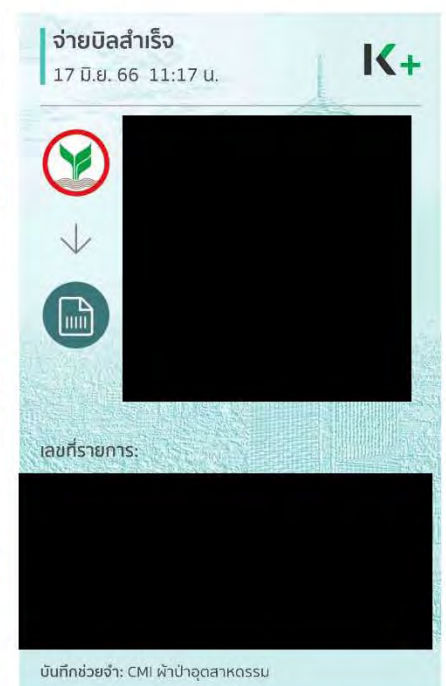 จ่ายบิลสำเร็จ
17 มิ.ย. 66 11:17 น.
K+
เลขที่รายการ:
บันทึกช่วยจำ: CMI ผ้าป่าอุตสาหกรรม